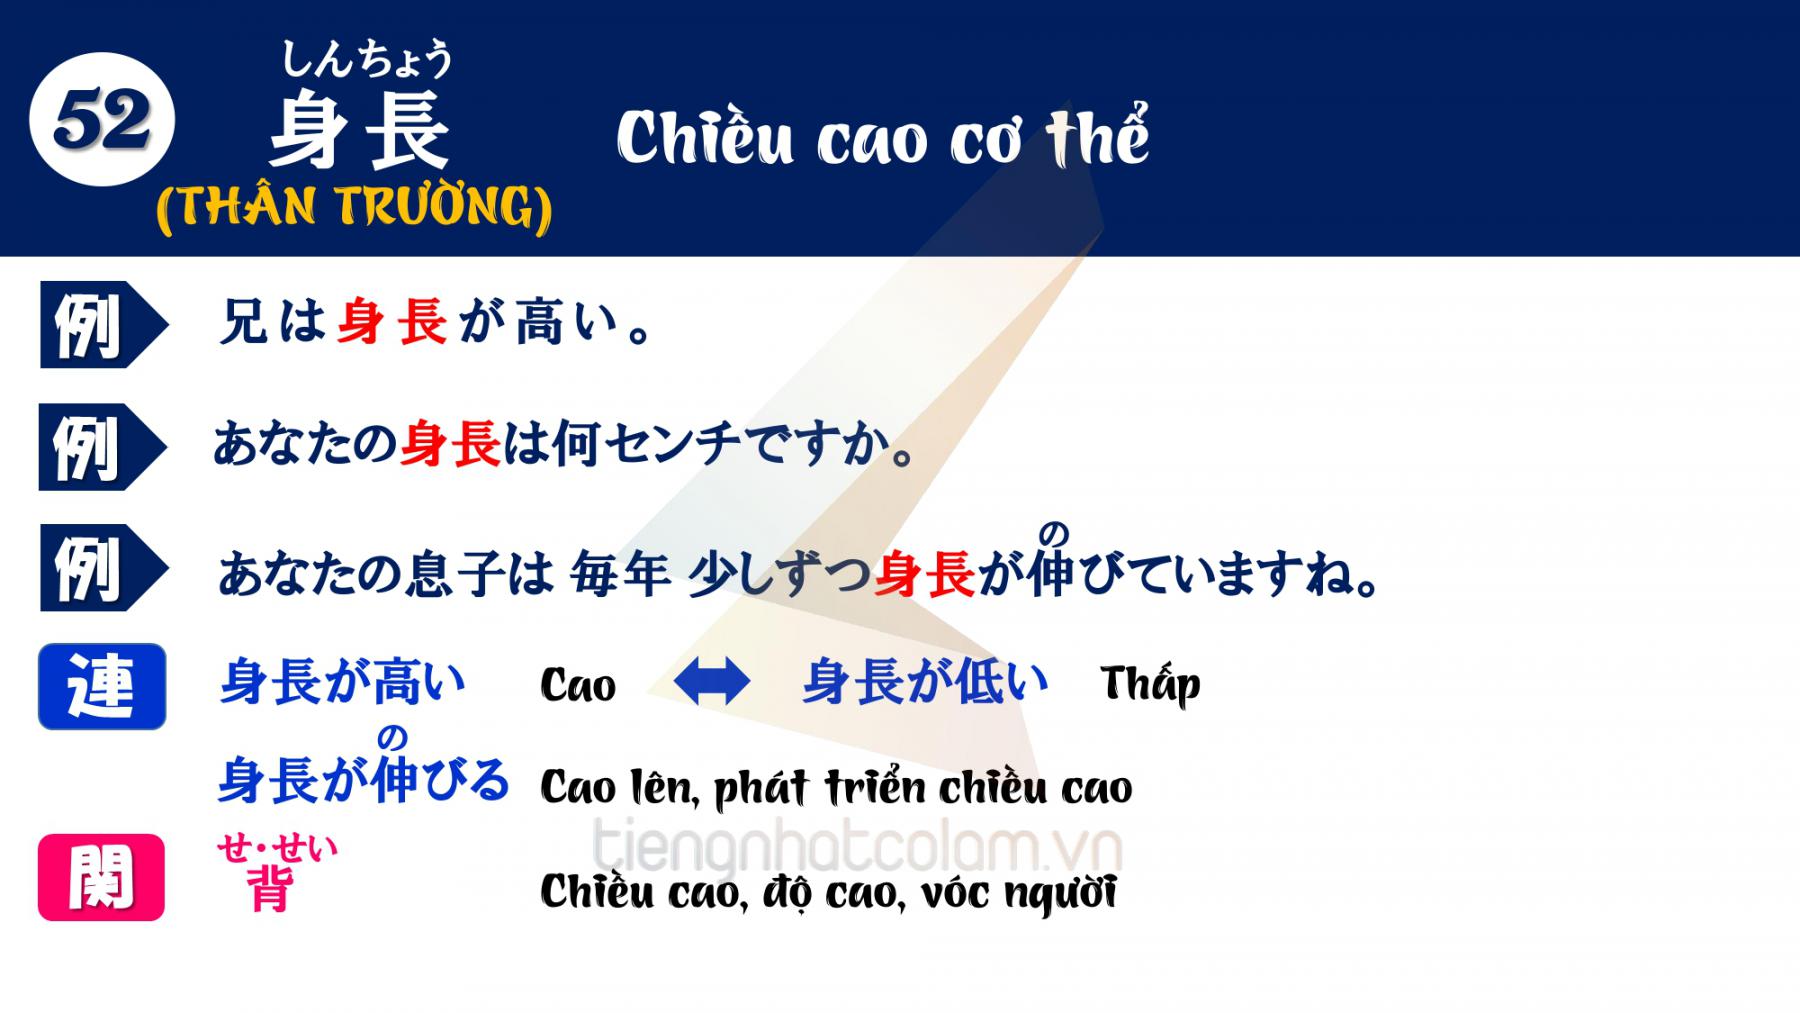 52
しんちょう
身長
(THÂN TRƯỜNG)
Chiều cao cơ thể
例 兄は身長が高い。
例 あなたの身長は何センチですか。
の
例 あなたの息子は 毎年 少しずつ身長が伸びていますね。
連 身長が高い Cao ⬌ 身長が低い Thấp
の
身長が伸びる Cao lên, phát triển chiều cao
tiengnhatcolam.vn
せ・せい
関 背 Chiều cao, độ cao, vóc người